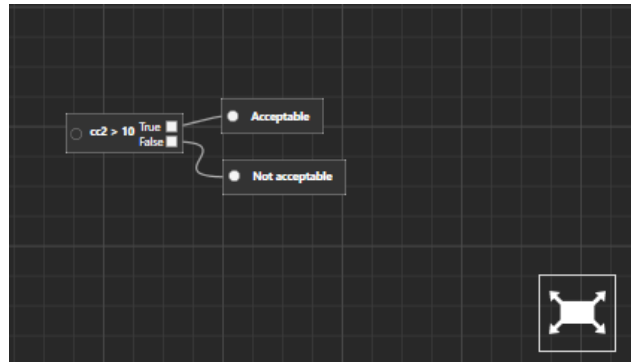 cc2 > 10
True
False
Acceptable
Not acceptable